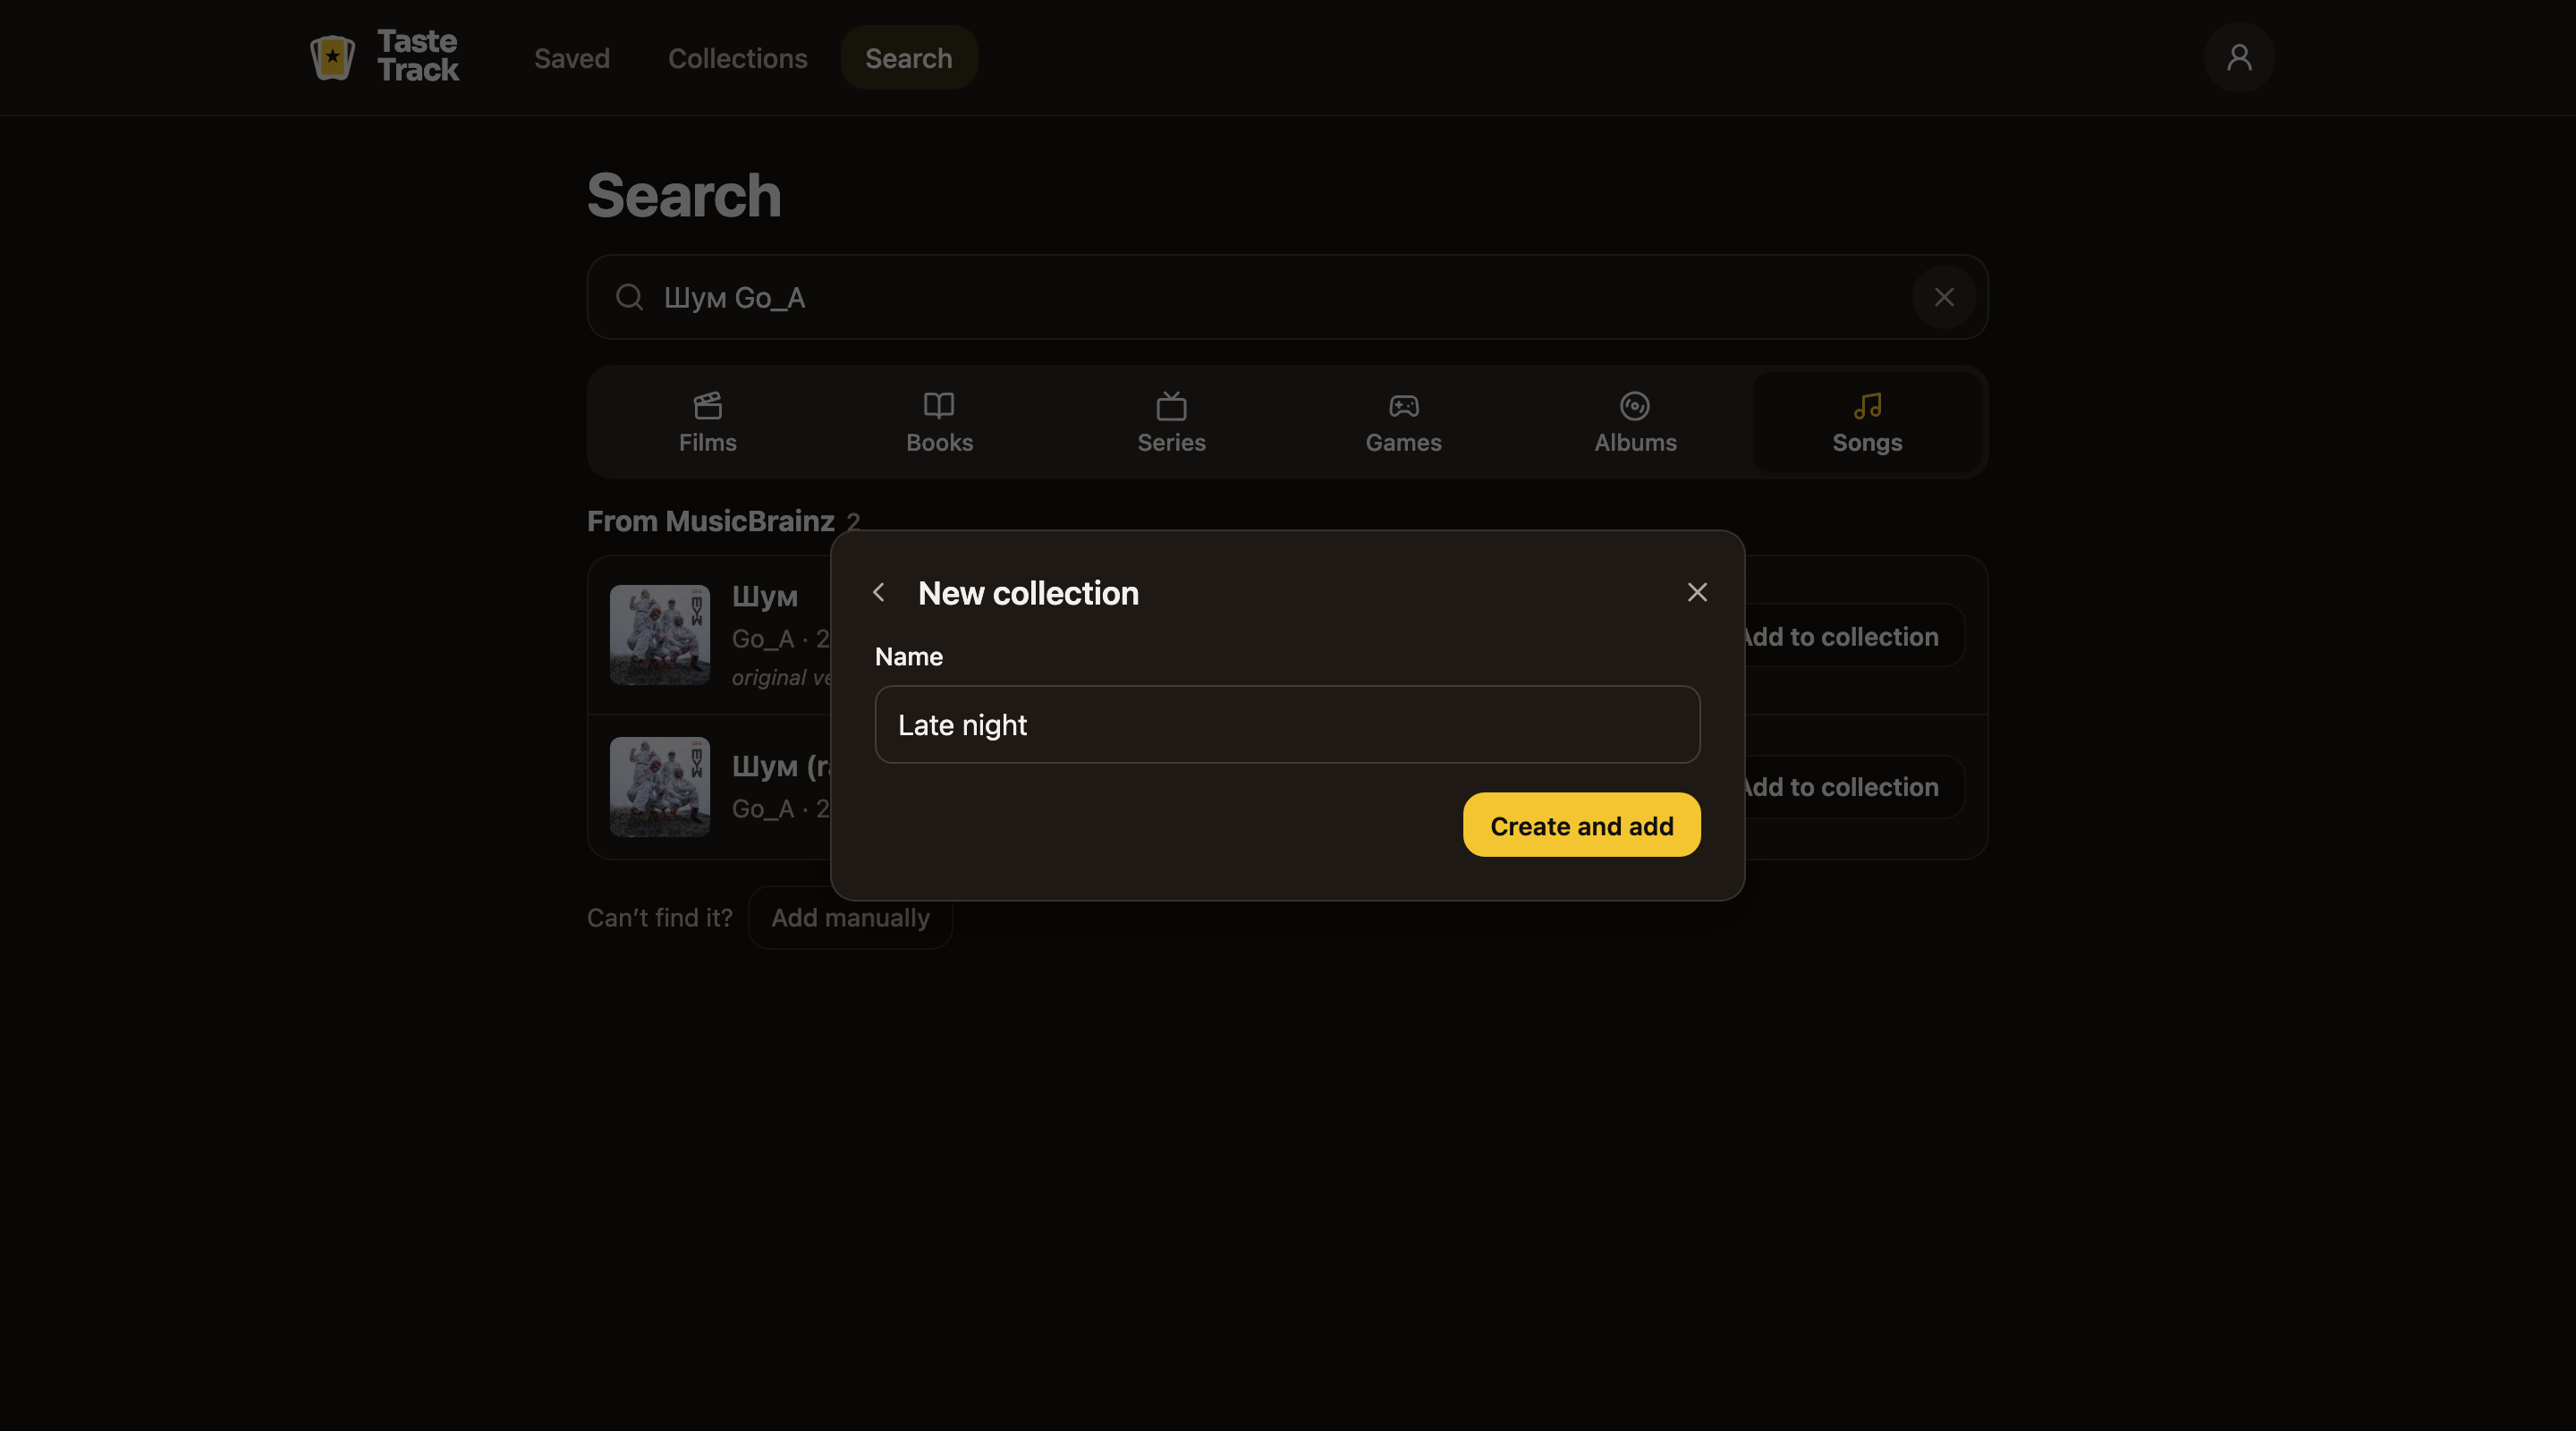 Taste
Track
Saved
Collections
Search
Search
Шум Go_A
Films
Books
Series
Games
Albums
Songs
From MusicBrainz 2
Шум
Go_A · 2
original
Add to collection
Шум
Go_A · 2
Add to collection
New collection
Name
Late night
Create and add
Can’t find it?
Add manually